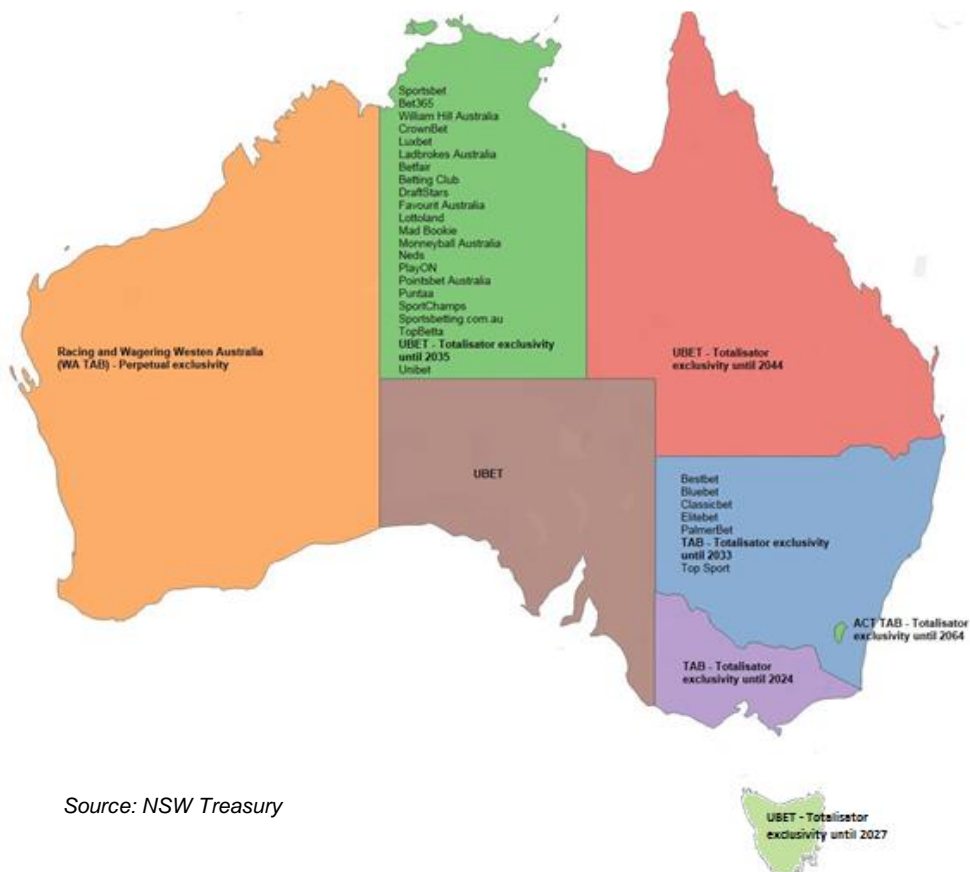 Sportsbet
Bet365
William Hill Australia
CrownBet
Luxbet
Ladbrokes Australia
Betfair
Betting Club
DraftStars
Favourit Australia
Lottoland
Mad Bookie
Monneyball Australia
Neds
PlayON
Pointsbet Australia
Puntaa
SportChamps
Sportsbetting.com.au
TopBetta
UBET - Totalisator exclusivity
until 2035
Unibet
Racing and Wagering Westen Australia
(WA TAB) - Perpetual exclusivity
UBET - Totalisator
exclusivity until 2044
UBET
Bestbet
Bluebet
Classicbet
Elitebet
PalmerBet
TAB - Totalisator exclusivity
until 2033
Top Sport
ACT TAB - Totalisator
exclusivity until 2064
TAB - Totalisator
exclusivity until 2024
Source: NSW Treasury
UBET - Totalisator
exclusivity until 2027